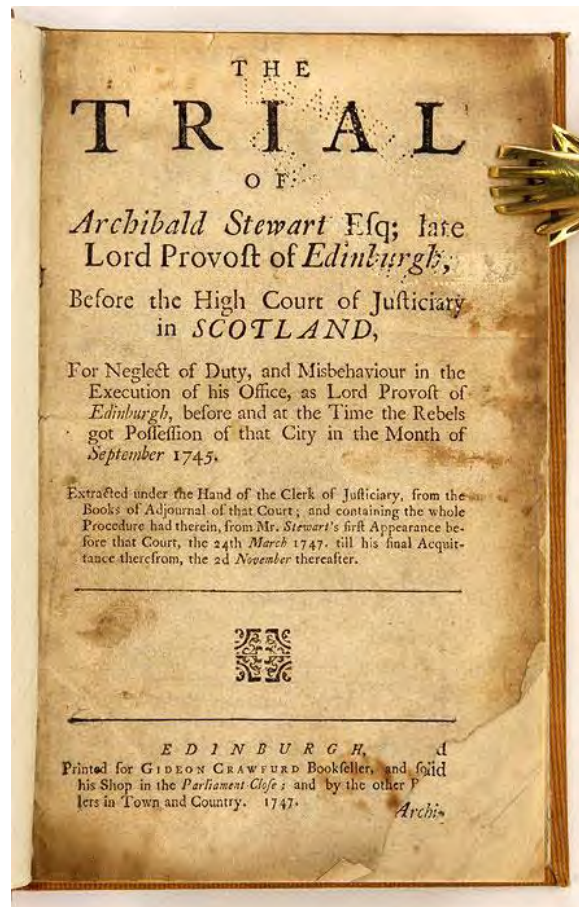 THE
TRIAL
OF
Archibald Stewart Eſq; late
Lord Provoſt of Edinburgh,
Before the High Court of Juſticiary
in SCOTLAND,
For Neglect of Duty, and Misbehaviour in the
Execution of his Office, as Lord Provoſt of
Edinburgh, before and at the Time the Rebels
got Poſſeſſion of that City in the Month of
September 1745.
Extracted under the Hand of the Clerk of Juſticiary, from the
Books of Adjournal of that Court; and containing the whole
Procedure had therein, from Mr. Stewart's firſt Appearance be-
fore that Court, the 24th March 1747. till his final Acquit-
tance therefrom, the 2d November thereafter.
EDINBURGH,
Printed for GIDEON CRAWFURD Bookſeller, and ſold
his Shop in the Parliament Cloſe; and by the other
lers in Town and Country. 1747.
Archi-